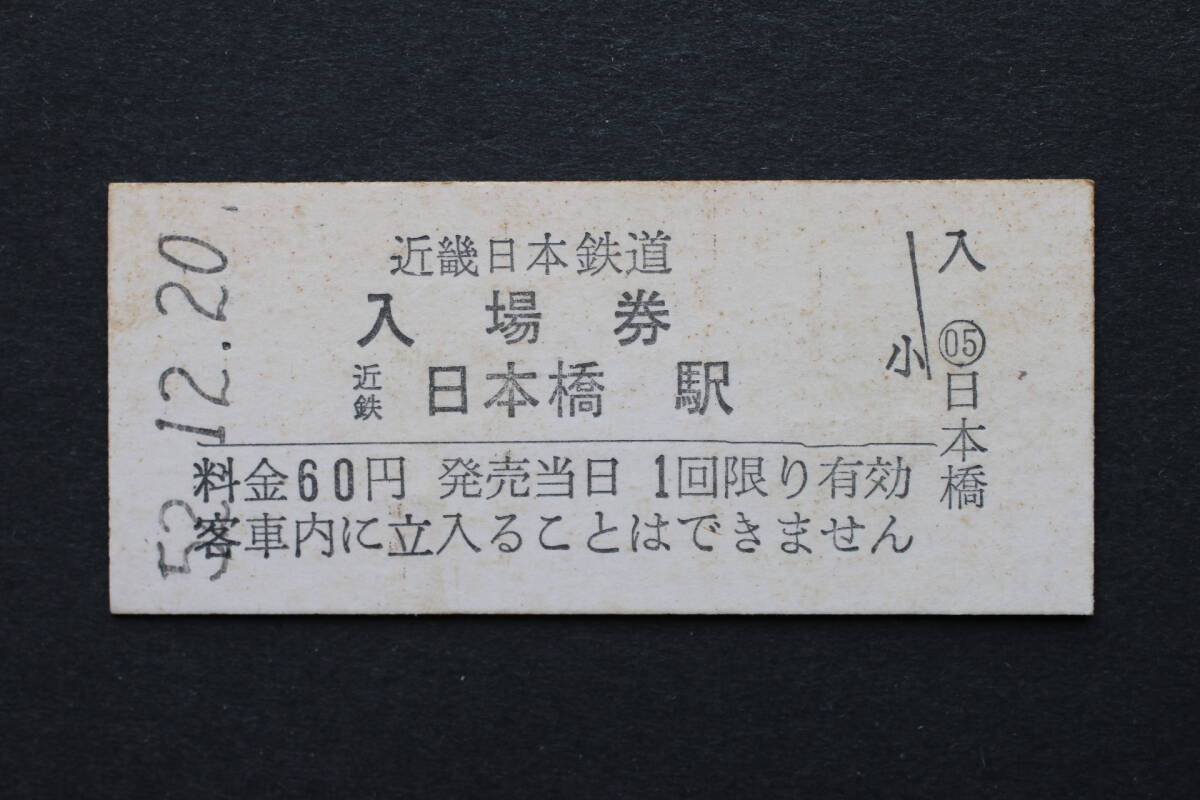 近畿日本鉄道
入場券
近鉄 日本橋 駅
料金60円 発売当日 1回限り有効
客車内に立入ることはできません
小
入 05 日本橋
53.12.20